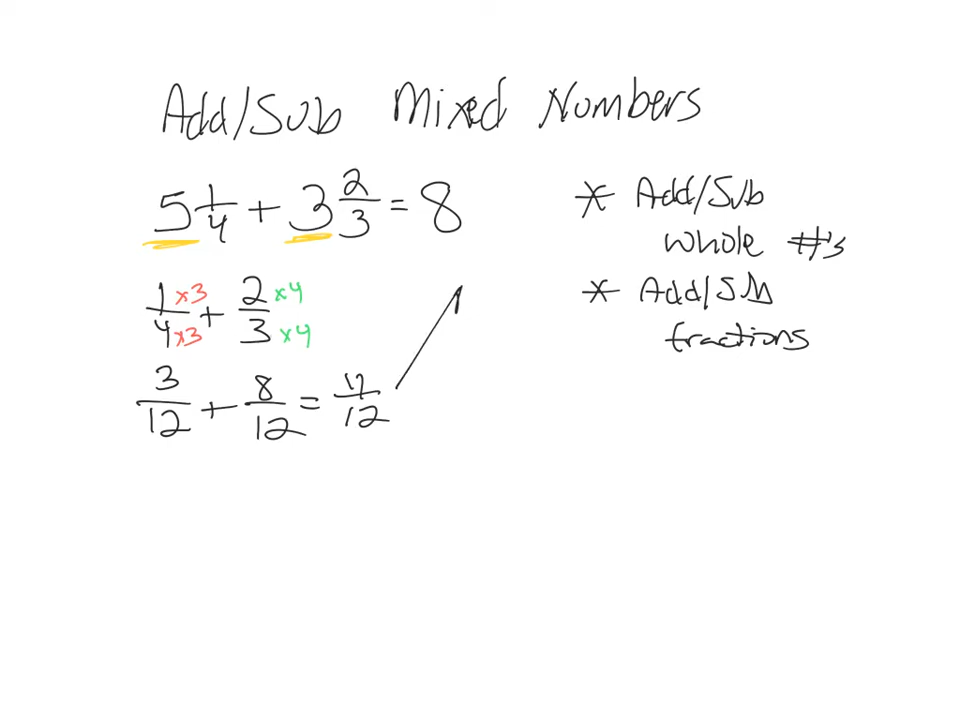 Add/Sub Mixed Numbers
5 1/4 + 3 2/3 = 8
* Add/Sub
whole #'s
* Add/Sub
fractions
1/4 ×3/×3 + 2/3 ×4/×4
3/12 + 8/12 = 11/12